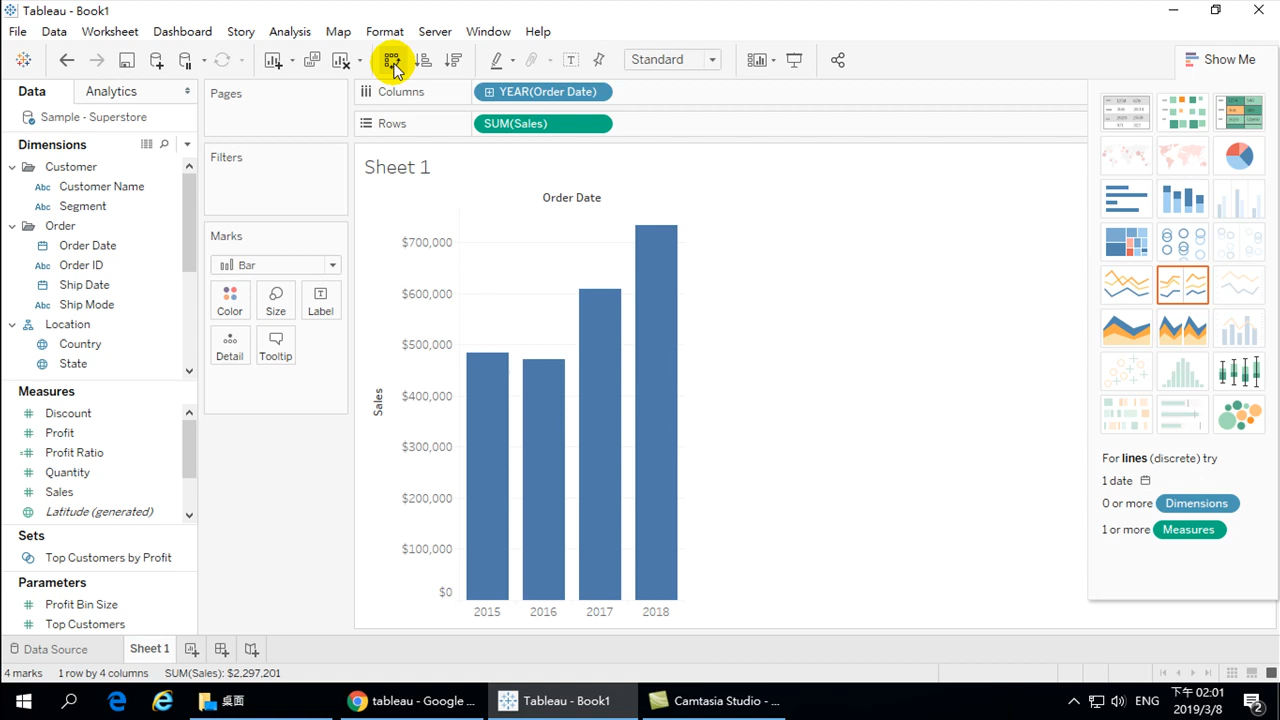 Tableau - Book1
File Data Worksheet Dashboard Story Analysis Map Format Server Window Help
Standard
Show Me
Data Analytics
Pages
Columns
YEAR(Order Date)
Sample - Superstore
Rows
SUM(Sales)
Dimensions
Customer
Abc Customer Name
Abc Segment
Order
Order Date
Abc Order ID
Ship Date
Abc Ship Mode
Location
Country
State
Measures
Discount
Profit
Profit Ratio
Quantity
Sales
Latitude (generated)
Sets
Top Customers by Profit
Parameters
Profit Bin Size
Top Customers
Filters
Marks
Bar
Color Size Label
Detail Tooltip
Sheet 1
Order Date
Sales
$700,000
$600,000
$500,000
$400,000
$300,000
$200,000
$100,000
$0
2015 2016 2017 2018
For lines (discrete) try
1 date
0 or more Dimensions
1 or more Measures
Data Source Sheet 1
4 marks 1 row by 4 columns SUM(Sales): $2,297,201
桌面
tableau - Google ...
Tableau - Book1
Camtasia Studio - ...
ENG
下午 02:01
2019/3/8
2